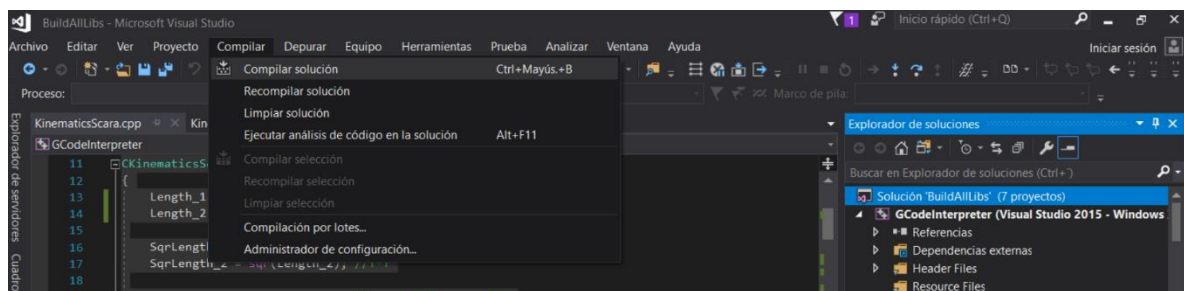 BuildAllLibs - Microsoft Visual Studio
1
Inicio rápido (Ctrl+Q)
Archivo Editar Ver Proyecto Compilar Depurar Equipo Herramientas Prueba Analizar Ventana Ayuda
Iniciar sesión
Proceso:
Marco de pila:
Compilar solución Ctrl+Mayús.+B
Recompilar solución
Limpiar solución
Ejecutar análisis de código en la solución Alt+F11
Compilar selección
Recompilar selección
Limpiar selección
Compilación por lotes...
Administrador de configuración...
Explorador de servidores
Cuadro
KinematicsScara.cpp
Kin
GCodeInterpreter
11 CKinematicsS
12 {
13 Length_1
14 Length_2
15
16 SqrLengt
17 SqrLength_2 = sqr(Length_2);
18
Explorador de soluciones
Buscar en Explorador de soluciones (Ctrl+´)
Solución 'BuildAllLibs' (7 proyectos)
GCodeInterpreter (Visual Studio 2015 - Windows
Referencias
Dependencias externas
Header Files
Resource Files